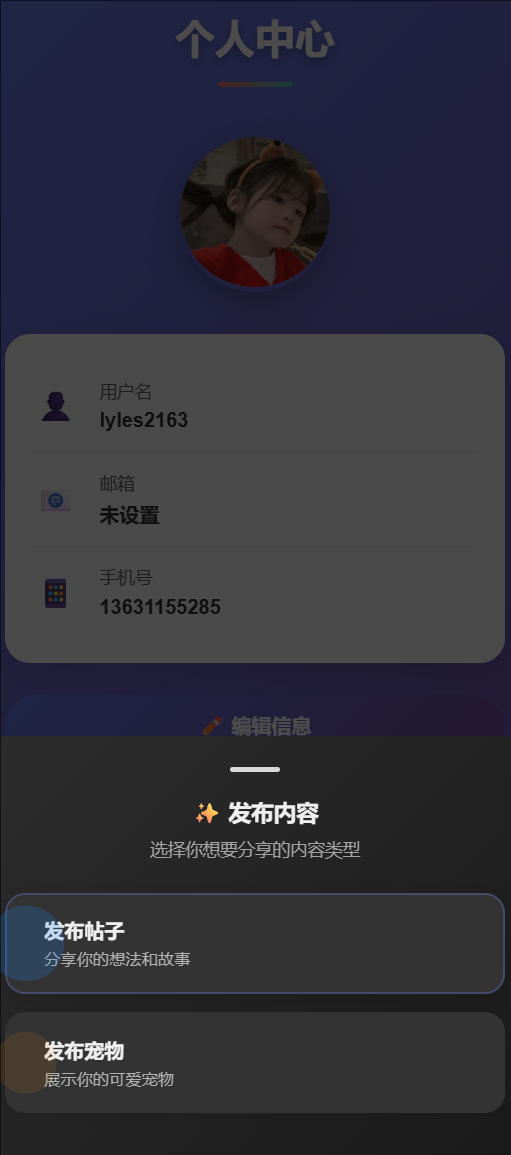 个人中心
用户名
lyles2163
邮箱
未设置
手机号
13631155285
编辑信息
✨ 发布内容
选择你想要分享的内容类型
发布帖子
分享你的想法和故事
发布宠物
展示你的可爱宠物